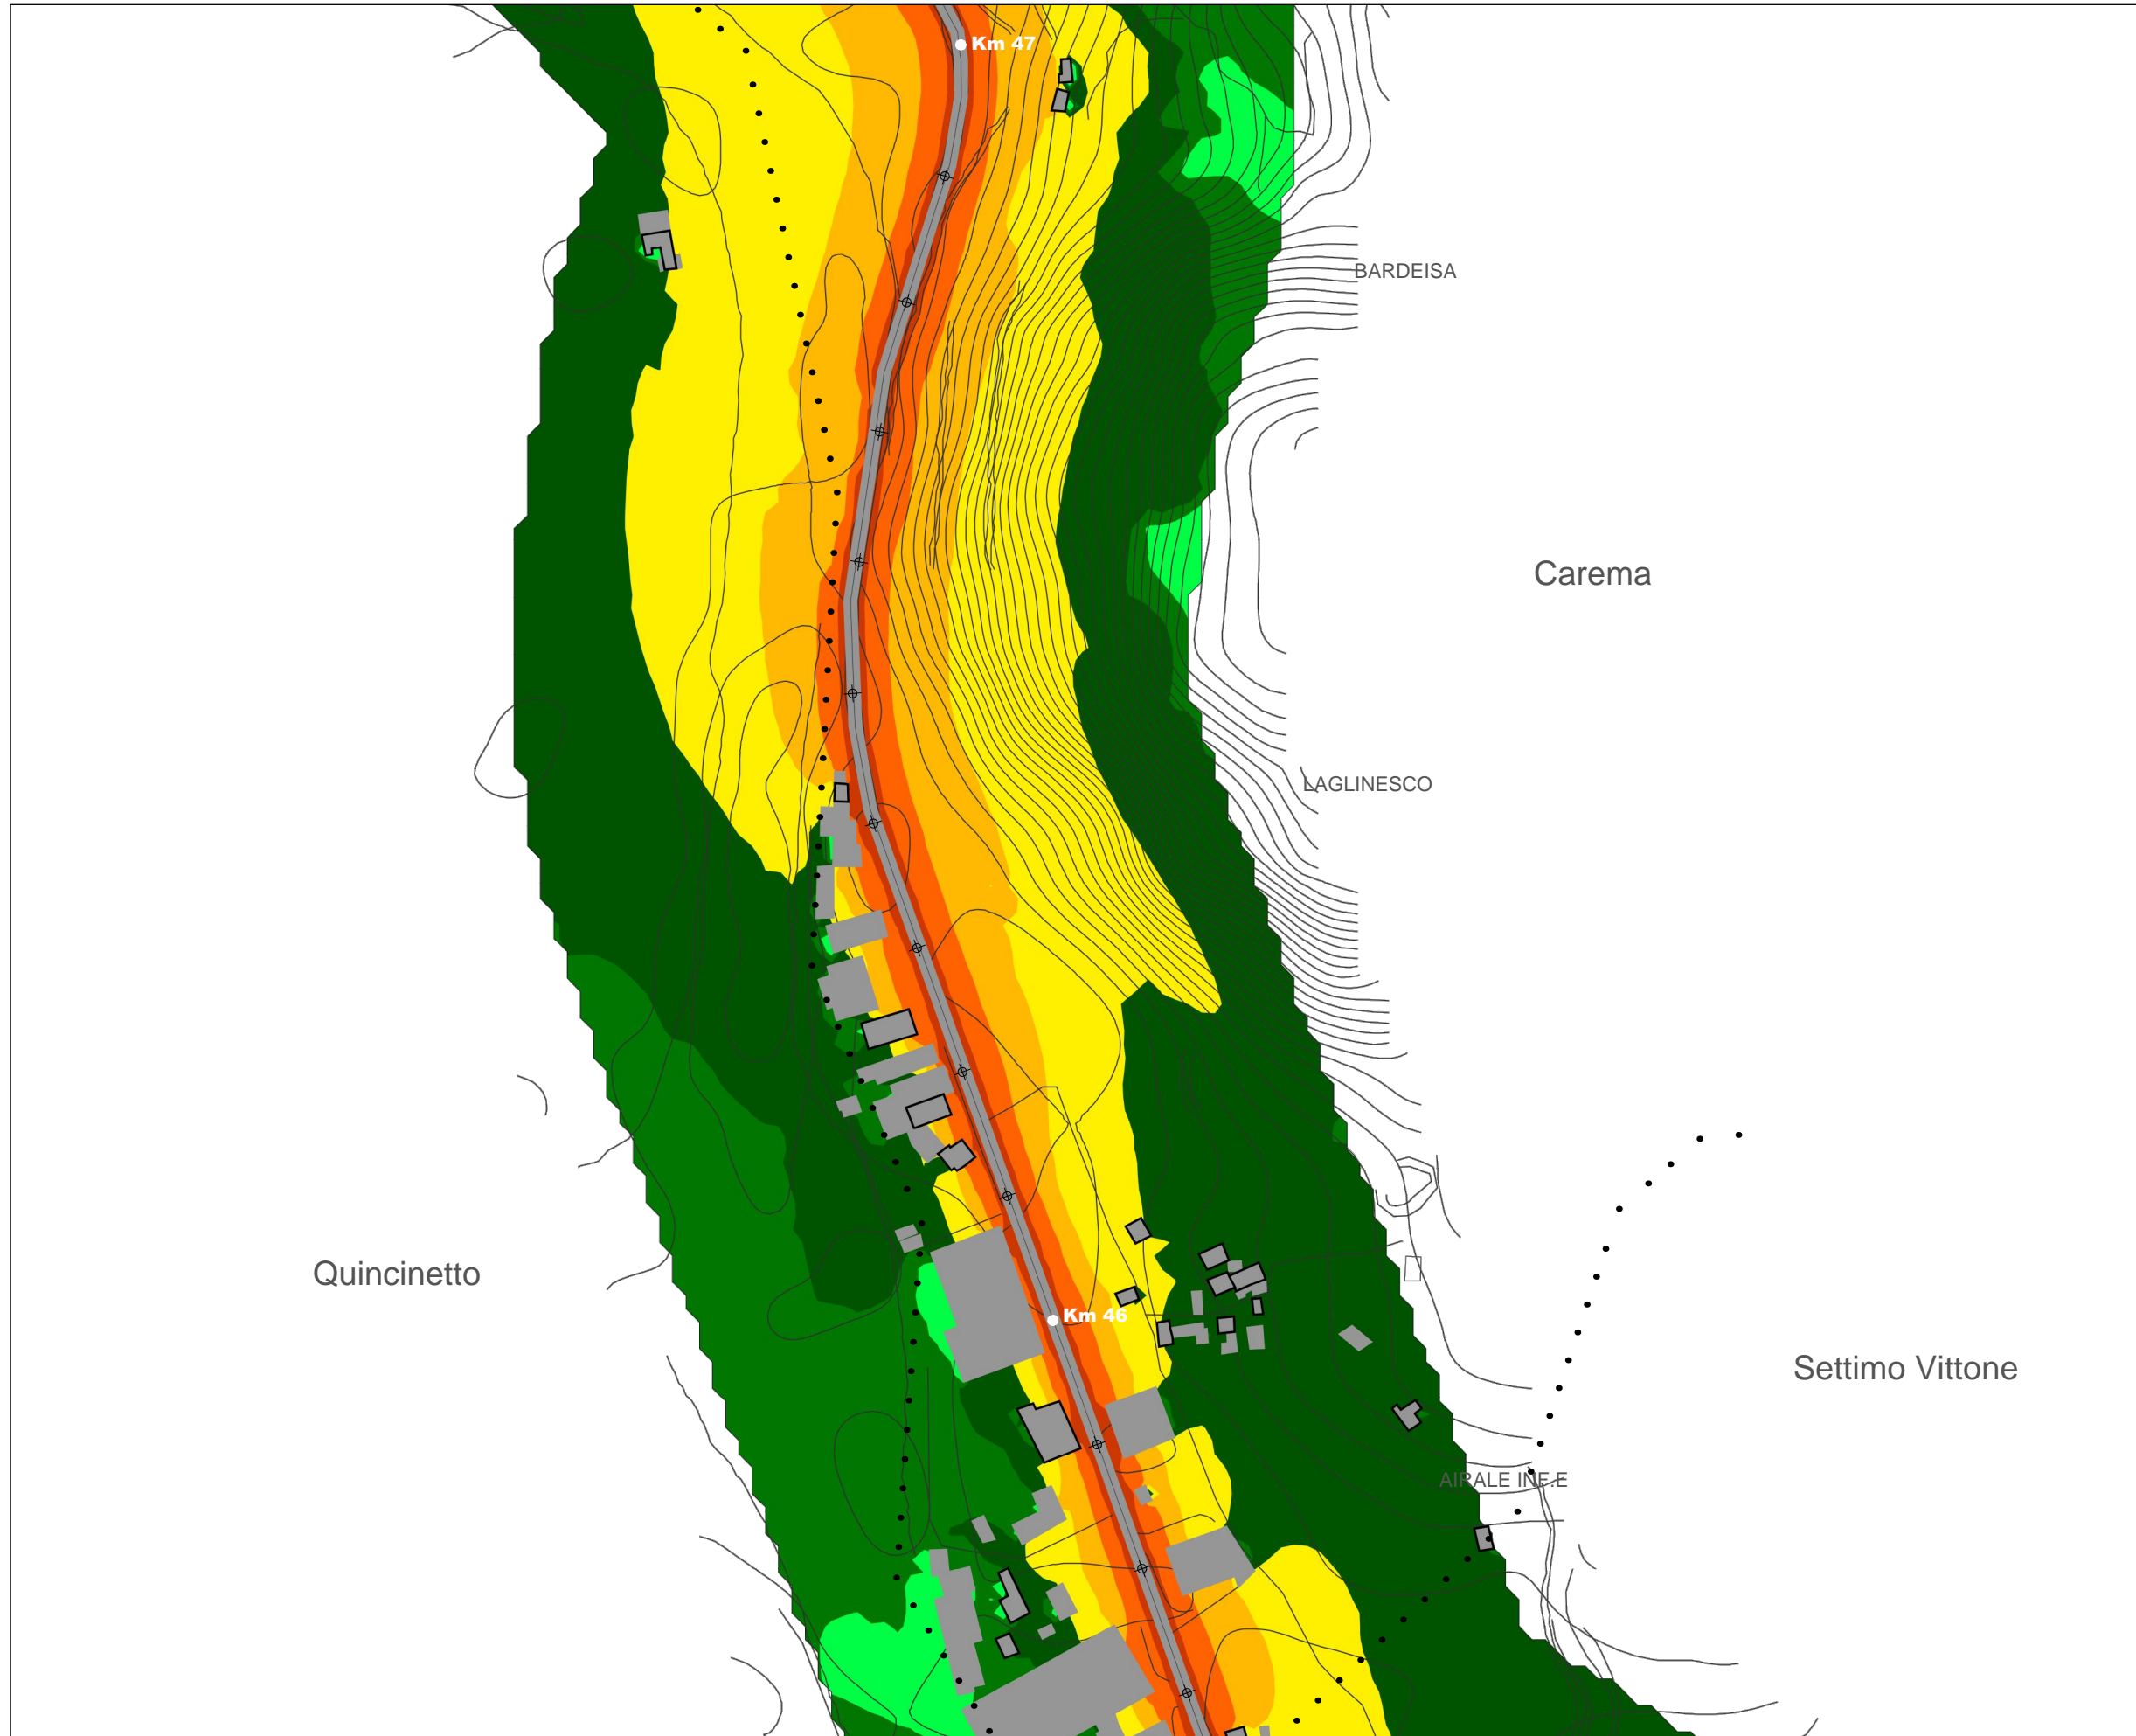 Km 47
BARDEISA
Carema
LAGLINESCO
Quincinetto
Km 46
Settimo Vittone
AIRALE INF.E